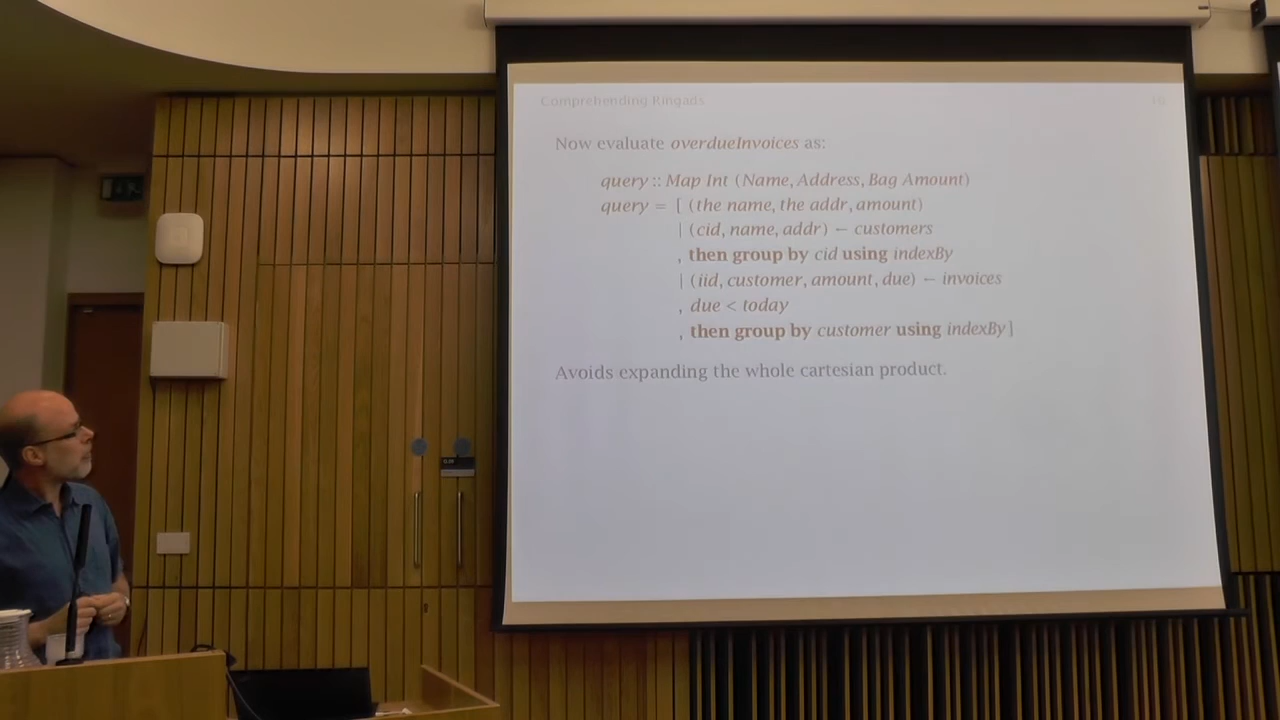 Comprehending Ringads 19
Now evaluate overdueInvoices as:
query :: Map Int (Name, Address, Bag Amount)
query = [ (the name, the addr, amount)
| (cid, name, addr) ← customers
, then group by cid using indexBy
| (iid, customer, amount, due) ← invoices
, due < today
, then group by customer using indexBy]
Avoids expanding the whole cartesian product.